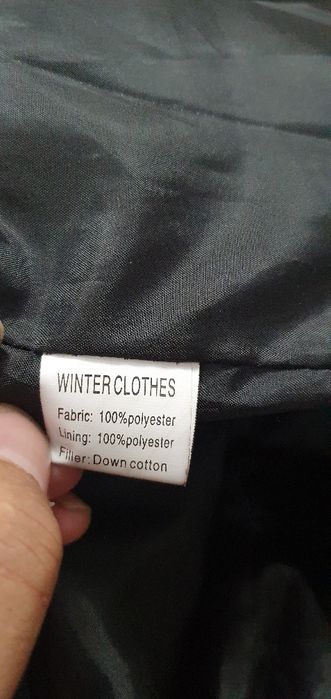 WINTER CLOTHES
Fabric: 100%polyester
Lining: 100%polyester
Filler: Down cotton